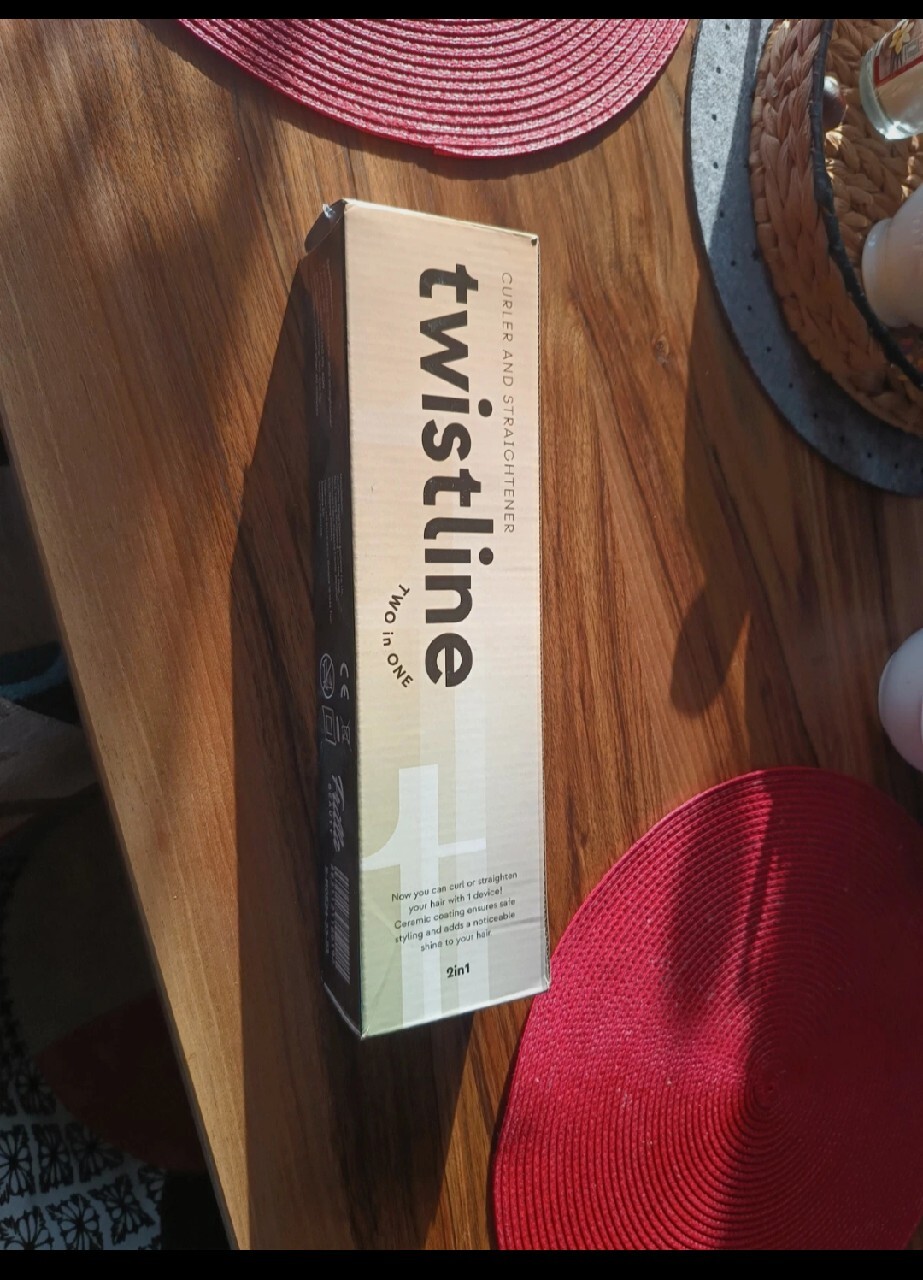 CURLER AND STRAIGHTENER
twistline
TWO in ONE
Now you can curl or straighten
your hair with 1 device!
Ceramic coating ensures safe
styling and adds a noticeable
shine to your hair
2in1
CE